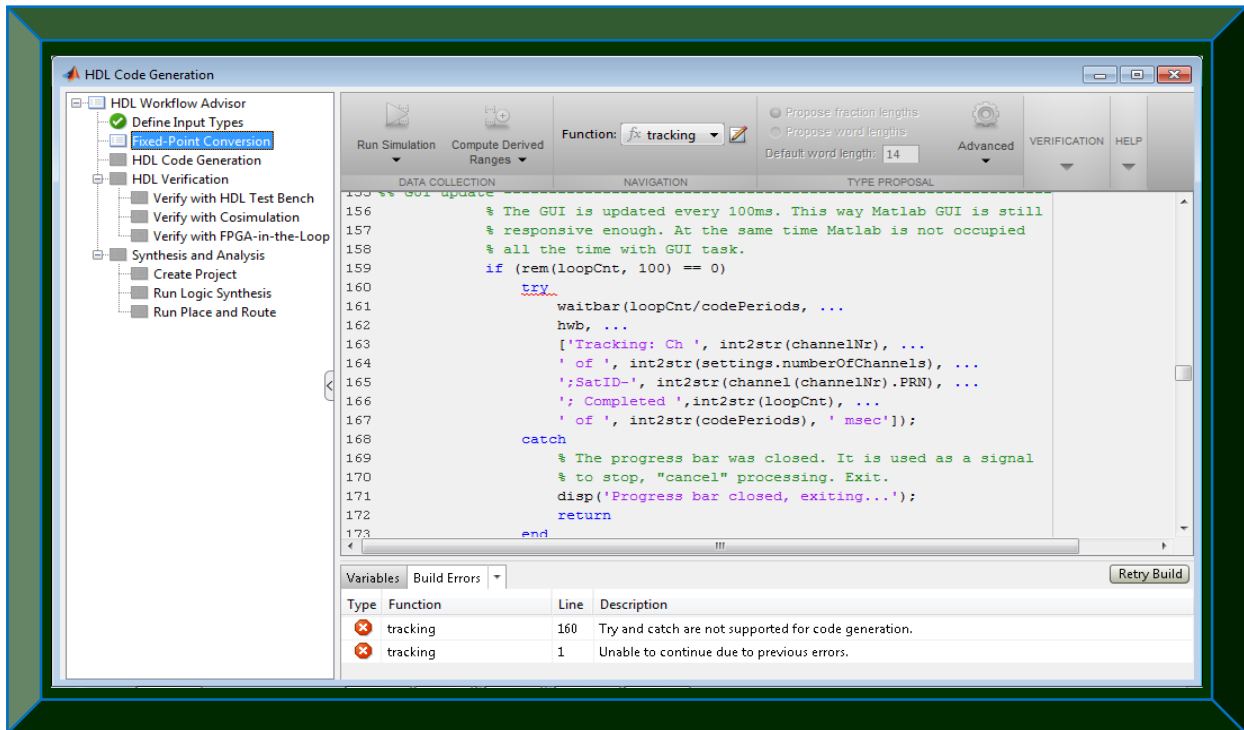 HDL Code Generation
HDL Workflow Advisor
Define Input Types
Fixed-Point Conversion
HDL Code Generation
HDL Verification
Verify with HDL Test Bench
Verify with Cosimulation
Verify with FPGA-in-the-Loop
Synthesis and Analysis
Create Project
Run Logic Synthesis
Run Place and Route
Run Simulation
Compute Derived
Ranges
DATA COLLECTION
Function: fx tracking
NAVIGATION
Propose fraction lengths
Propose word lengths
Default word length: 14
Advanced
TYPE PROPOSAL
VERIFICATION
HELP
155 %% GUI update
156 % The GUI is updated every 100ms. This way Matlab GUI is still
157 % responsive enough. At the same time Matlab is not occupied
158 % all the time with GUI task.
159 if (rem(loopCnt, 100) == 0)
160 try
161 waitbar(loopCnt/codePeriods, ...
162 hwb, ...
163 ['Tracking: Ch ', int2str(channelNr), ...
164 ' of ', int2str(settings.numberOfChannels), ...
165 ';SatID-', int2str(channel(channelNr).PRN), ...
166 '; Completed ',int2str(loopCnt), ...
167 ' of ', int2str(codePeriods), ' msec']);
168 catch
169 % The progress bar was closed. It is used as a signal
170 % to stop, "cancel" processing. Exit.
171 disp('Progress bar closed, exiting...');
172 return
173 end
Variables Build Errors
Retry Build
Type Function Line Description
tracking 160 Try and catch are not supported for code generation.
tracking 1 Unable to continue due to previous errors.